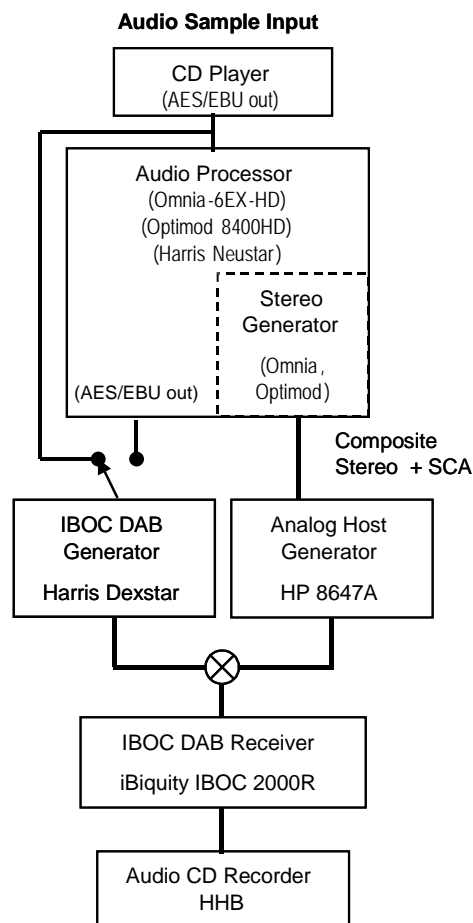 Audio Sample Input
CD Player
(AES/EBU out)
Audio Processor
(Omnia-6EX-HD)
(Optimod 8400HD)
(Harris Neustar)
Stereo
Generator
(Omnia,
Optimod)
(AES/EBU out)
Composite
Stereo + SCA
IBOC DAB
Generator
Harris Dexstar
Analog Host
Generator
HP 8647A
IBOC DAB Receiver
iBiquity IBOC 2000R
Audio CD Recorder
HHB